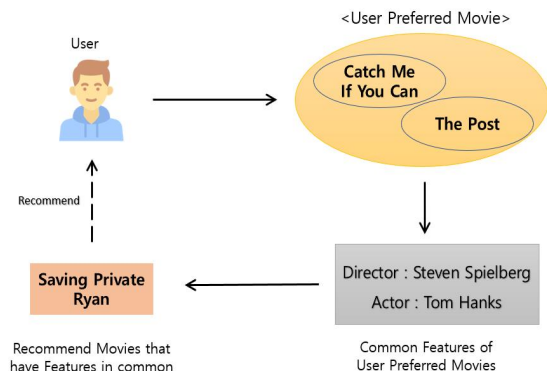 <User Preferred Movie>
User
Catch Me
If You Can
The Post
Recommend
Saving Private
Ryan
Director : Steven Spielberg
Actor : Tom Hanks
Recommend Movies that
have Features in common
Common Features of
User Preferred Movies